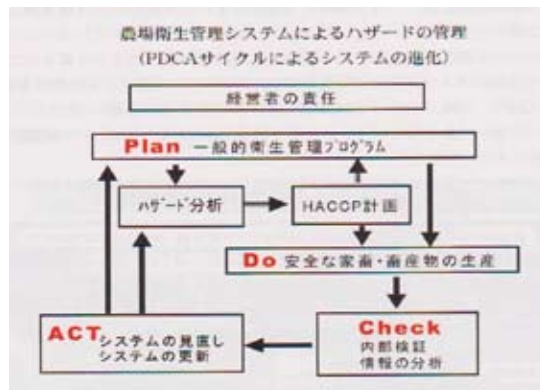 農場衛生管理システムによるハザードの管理
(PDCAサイクルによるシステムの進化)
経営者の責任
Plan 一般的衛生管理プログラム
ハザード分析
HACCP計画
Do 安全な家畜・畜産物の生産
ACT システムの見直し
システムの更新
Check
内部検証
情報の分析